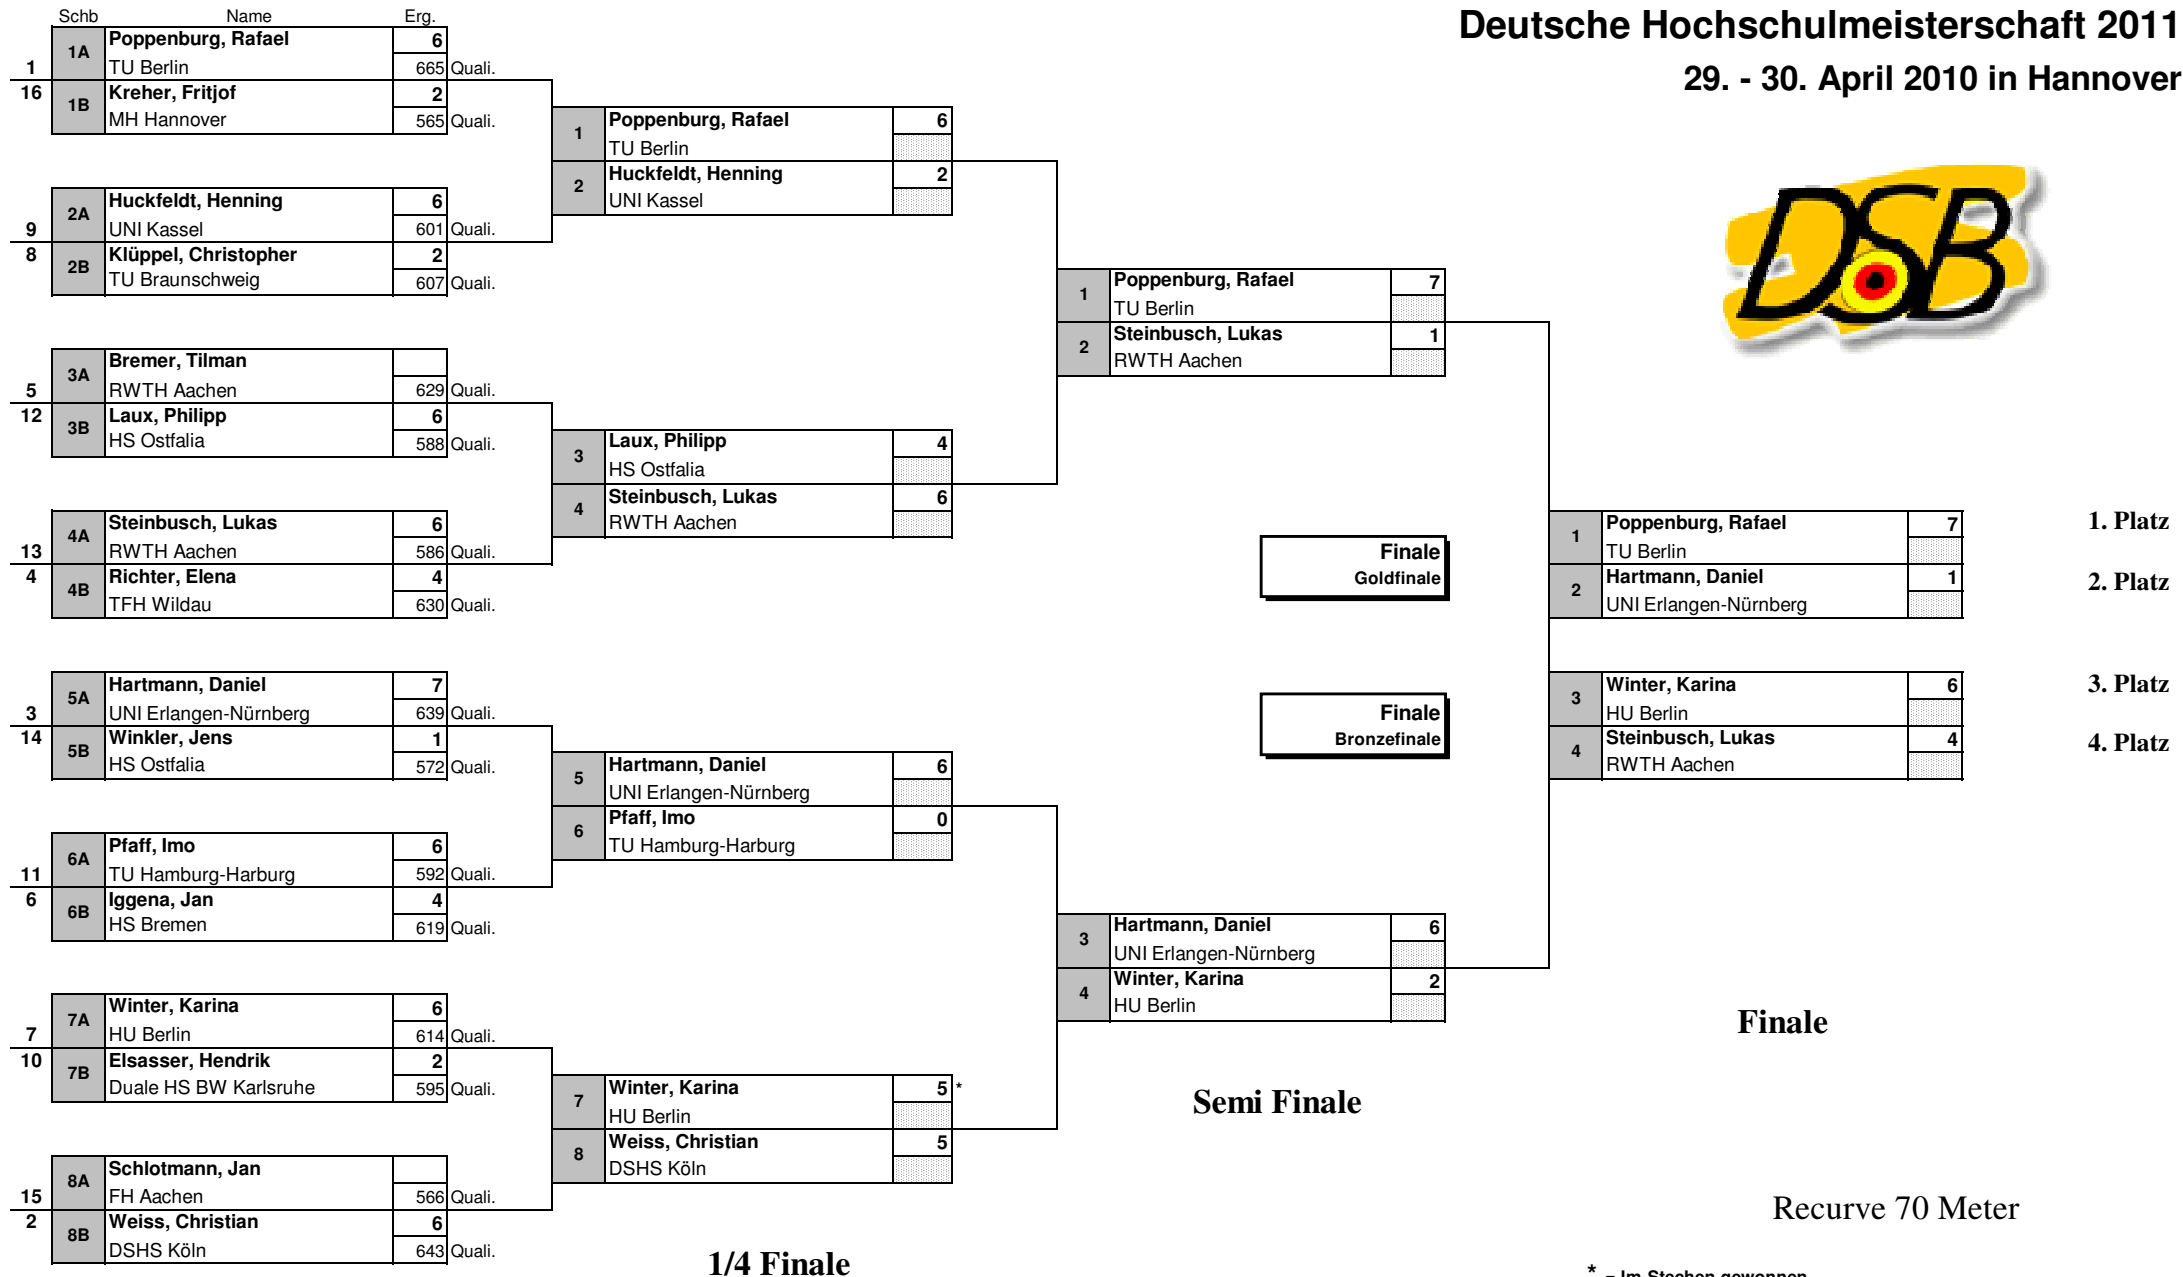 Deutsche Hochschulmeisterschaft 2011
29. - 30. April 2010 in Hannover
DSB
Schb Name Erg.
1A Poppenburg, Rafael 6
1 TU Berlin 665 Quali.
16 1B Kreher, Fritjof 2
MH Hannover 565 Quali.
2A Huckfeldt, Henning 6
9 UNI Kassel 601 Quali.
8 2B Klüppel, Christopher 2
TU Braunschweig 607 Quali.
3A Bremer, Tilman
5 RWTH Aachen 629 Quali.
12 3B Laux, Philipp 6
HS Ostfalia 588 Quali.
4A Steinbusch, Lukas 6
13 RWTH Aachen 586 Quali.
4 4B Richter, Elena 4
TFH Wildau 630 Quali.
5A Hartmann, Daniel 7
3 UNI Erlangen-Nürnberg 639 Quali.
14 5B Winkler, Jens 1
HS Ostfalia 572 Quali.
6A Pfaff, Imo 6
11 TU Hamburg-Harburg 592 Quali.
6 6B Iggena, Jan 4
HS Bremen 619 Quali.
7A Winter, Karina 6
7 HU Berlin 614 Quali.
10 7B Elsasser, Hendrik 2
Duale HS BW Karlsruhe 595 Quali.
8A Schlotmann, Jan
15 FH Aachen 566 Quali.
2 8B Weiss, Christian 6
DSHS Köln 643 Quali.
1 Poppenburg, Rafael 6
TU Berlin
2 Huckfeldt, Henning 2
UNI Kassel
3 Laux, Philipp 4
HS Ostfalia
4 Steinbusch, Lukas 6
RWTH Aachen
5 Hartmann, Daniel 6
UNI Erlangen-Nürnberg
6 Pfaff, Imo 0
TU Hamburg-Harburg
7 Winter, Karina 5 *
HU Berlin
8 Weiss, Christian 5
DSHS Köln
1/4 Finale
1 Poppenburg, Rafael 7
TU Berlin
2 Steinbusch, Lukas 1
RWTH Aachen
3 Hartmann, Daniel 6
UNI Erlangen-Nürnberg
4 Winter, Karina 2
HU Berlin
Semi Finale
Finale
Goldfinale
1 Poppenburg, Rafael 7 1. Platz
TU Berlin
2 Hartmann, Daniel 1 2. Platz
UNI Erlangen-Nürnberg
Finale
Bronzefinale
3 Winter, Karina 6 3. Platz
HU Berlin
4 Steinbusch, Lukas 4 4. Platz
RWTH Aachen
Finale
Recurve 70 Meter
* = Im Stechen gewonnen